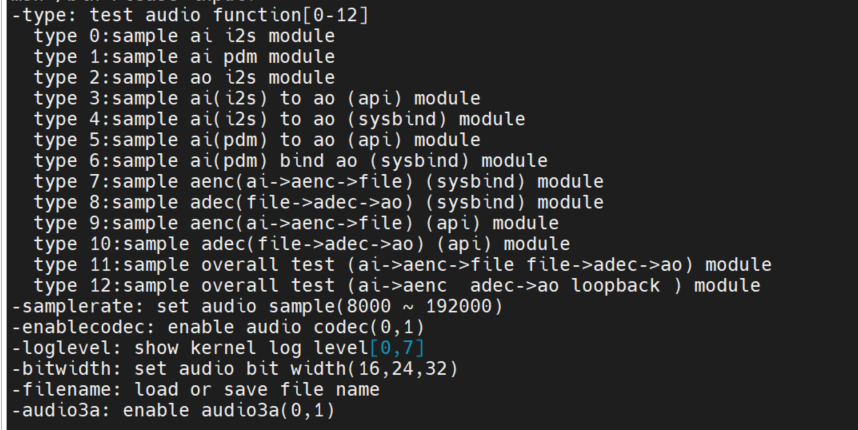 -type: test audio function[0-12]
  type 0:sample ai i2s module
  type 1:sample ai pdm module
  type 2:sample ao i2s module
  type 3:sample ai(i2s) to ao (api) module
  type 4:sample ai(i2s) to ao (sysbind) module
  type 5:sample ai(pdm) to ao (api) module
  type 6:sample ai(pdm) bind ao (sysbind) module
  type 7:sample aenc(ai->aenc->file) (sysbind) module
  type 8:sample adec(file->adec->ao) (sysbind) module
  type 9:sample aenc(ai->aenc->file) (api) module
  type 10:sample adec(file->adec->ao) (api) module
  type 11:sample overall test (ai->aenc->file file->adec->ao) module
  type 12:sample overall test (ai->aenc  adec->ao loopback ) module
-samplerate: set audio sample(8000 ~ 192000)
-enablecodec: enable audio codec(0,1)
-loglevel: show kernel log level[0,7]
-bitwidth: set audio bit width(16,24,32)
-filename: load or save file name
-audio3a: enable audio3a(0,1)